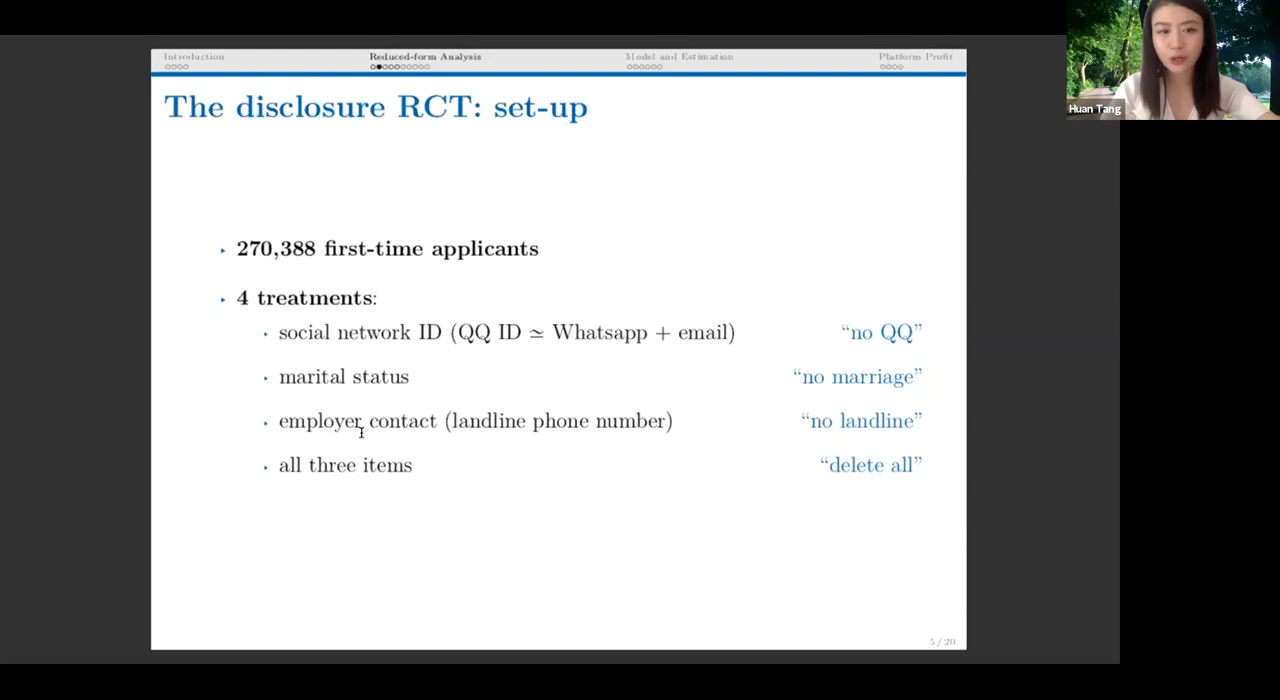 Introduction Reduced-form Analysis Model and Estimation Platform Profit
The disclosure RCT: set-up
270,388 first-time applicants
4 treatments:
social network ID (QQ ID ≃ Whatsapp + email) “no QQ”
marital status “no marriage”
employer contact (landline phone number) “no landline”
all three items “delete all”
5 / 20
Huan Tang